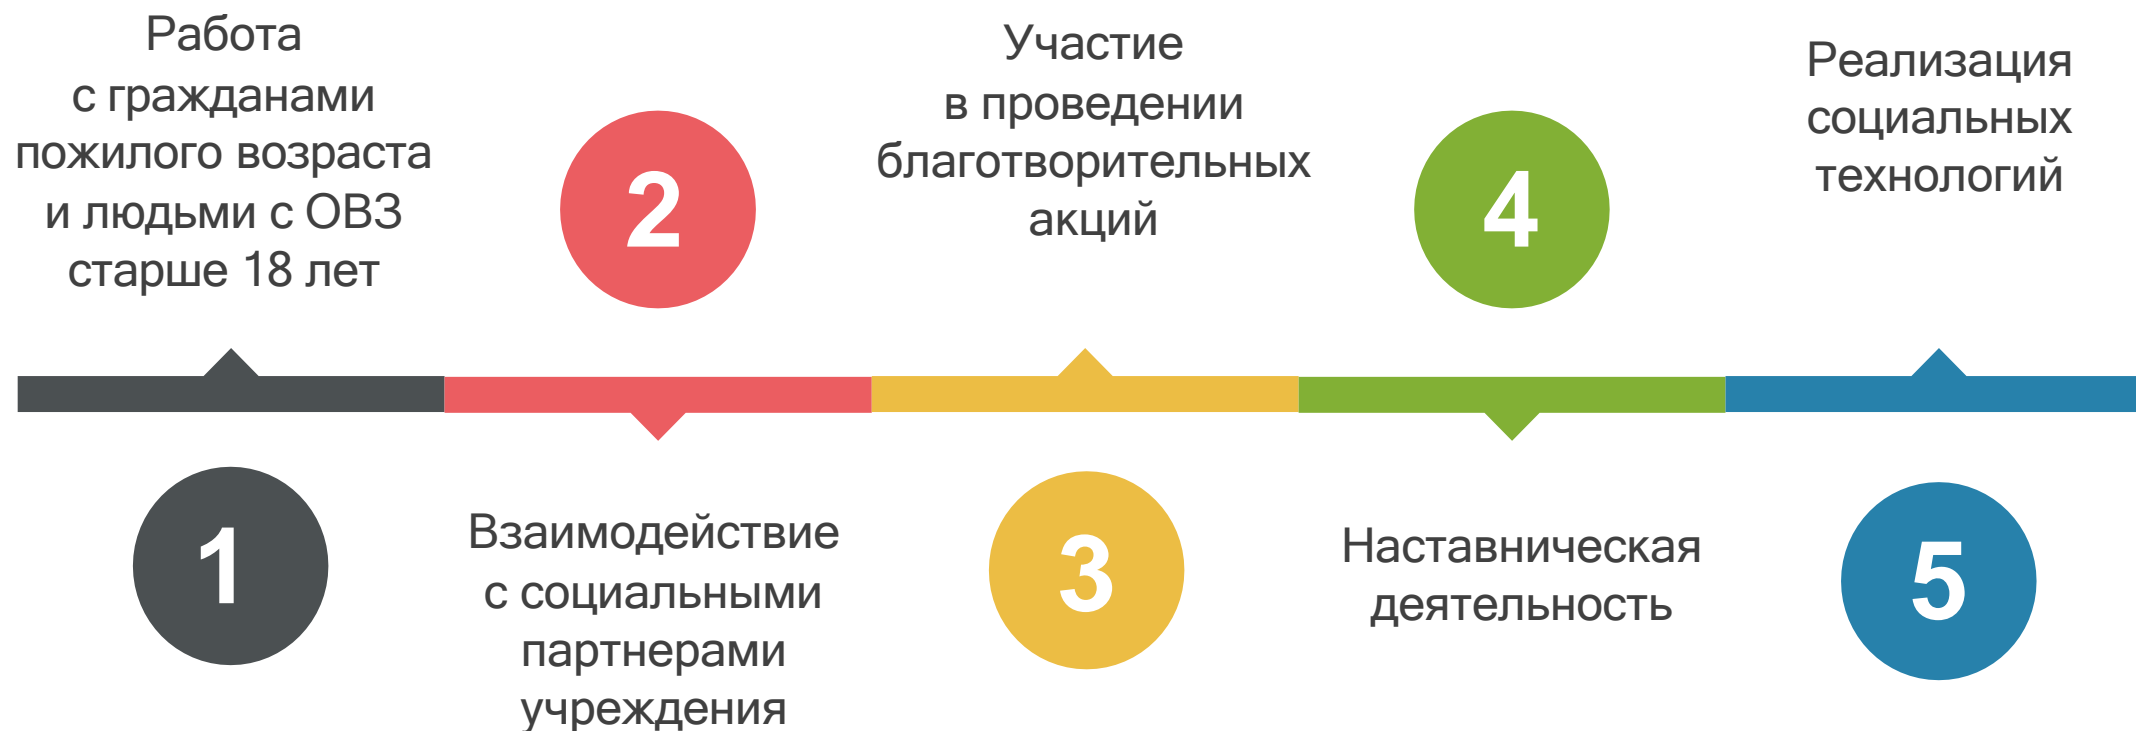 Работа
с гражданами
пожилого возраста
и людьми с ОВЗ
старше 18 лет
1
2
Взаимодействие
с социальными
партнерами
учреждения
Участие
в проведении
благотворительных
акций
3
4
Наставническая
деятельность
Реализация
социальных
технологий
5